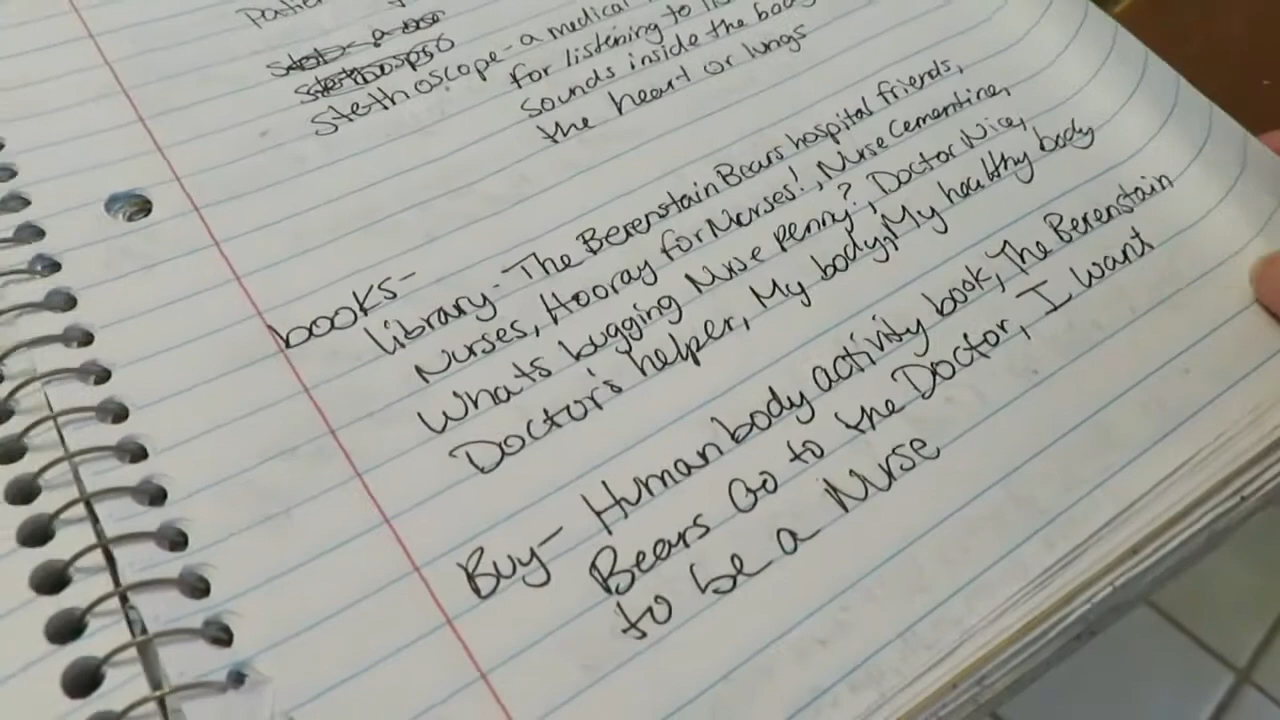 Stethoscope - a medical
for listening to
sounds inside the body
the heart or lungs
books-
library - The Berenstain Bears hospital friends,
Nurses, Hooray for Nurses!, Nurse Cementine,
Whats bugging Nurse Penny?, Doctor Nice,
Doctor's helper, My body, My healthy body
Buy - Human body activity book, The Berenstain
Bears Go to the Doctor, I want
to be a Nurse